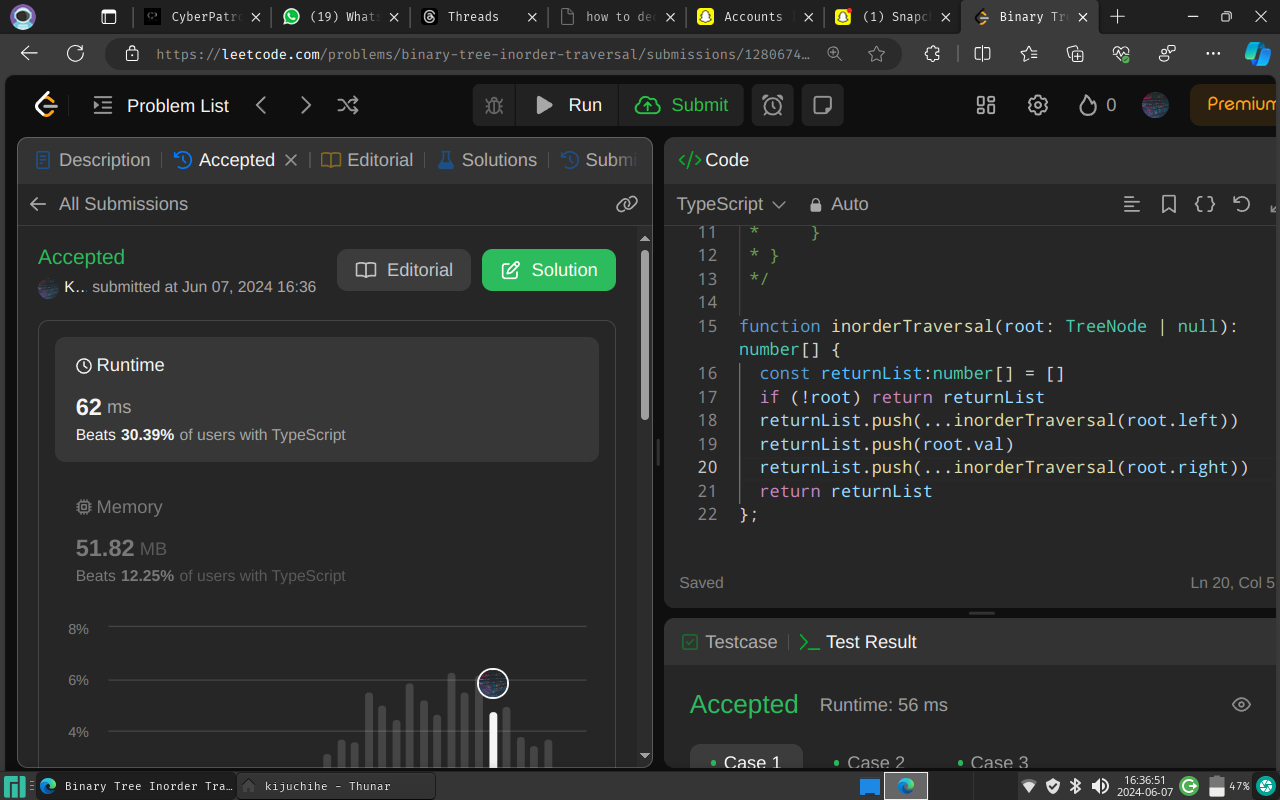 CyberPatr
(19) Whats
Threads
how to dec
Accounts
(1) Snapc
Binary Tre
https://leetcode.com/problems/binary-tree-inorder-traversal/submissions/1280674…
Problem List
Run
Submit
0
Premium
Description
Accepted
Editorial
Solutions
Submi
</> Code
All Submissions
TypeScript
Auto
Accepted
Editorial
Solution
K.. submitted at Jun 07, 2024 16:36
Runtime
62 ms
Beats 30.39% of users with TypeScript
Memory
51.82 MB
Beats 12.25% of users with TypeScript
8%
6%
4%
11 * }
12 * }
13 */
14
15 function inorderTraversal(root: TreeNode | null):
number[] {
16 const returnList:number[] = []
17 if (!root) return returnList
18 returnList.push(...inorderTraversal(root.left))
19 returnList.push(root.val)
20 returnList.push(...inorderTraversal(root.right))
21 return returnList
22 };
Saved
Ln 20, Col 5
Testcase
Test Result
Accepted
Runtime: 56 ms
Case 1
Case 2
Case 3
Binary Tree Inorder Tra…
kijuchihe - Thunar
16:36:51
2024-06-07
47%